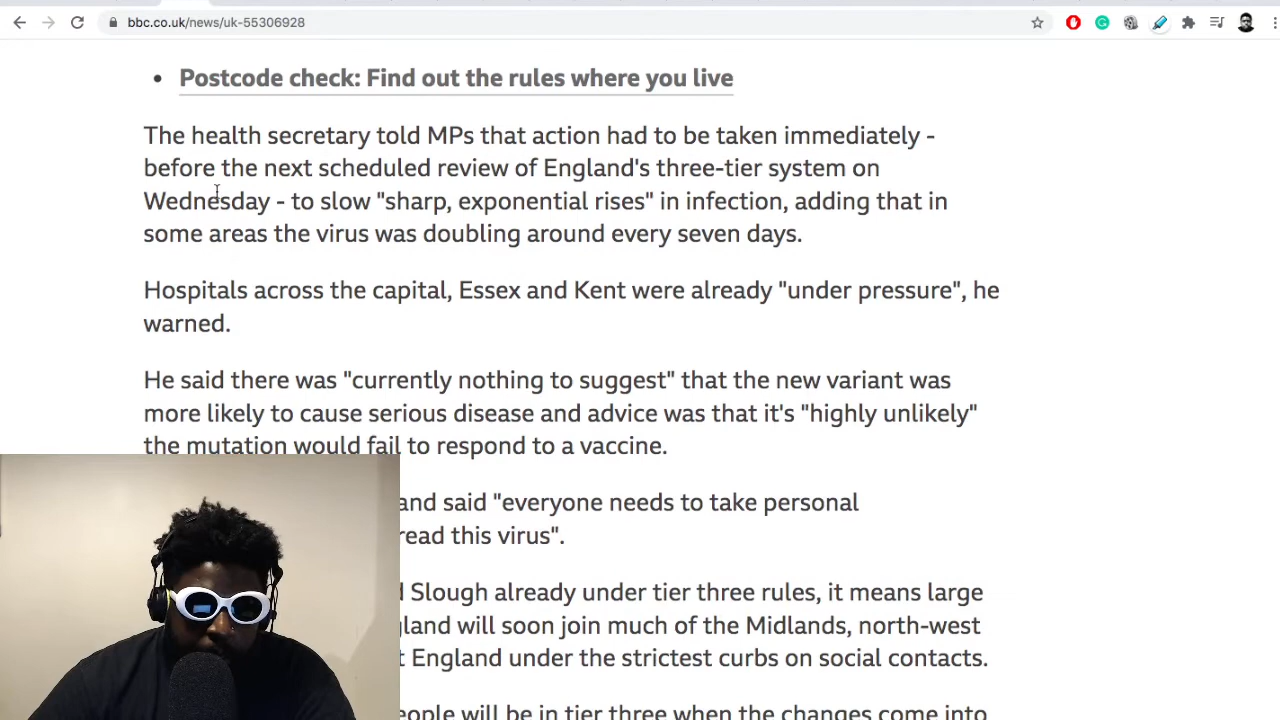 bbc.co.uk/news/uk-55306928
Postcode check: Find out the rules where you live
The health secretary told MPs that action had to be taken immediately -
before the next scheduled review of England's three-tier system on
Wednesday - to slow "sharp, exponential rises" in infection, adding that in
some areas the virus was doubling around every seven days.
Hospitals across the capital, Essex and Kent were already "under pressure", he
warned.
He said there was "currently nothing to suggest" that the new variant was
more likely to cause serious disease and advice was that it's "highly unlikely"
the mutation would fail to respond to a vaccine.
and said "everyone needs to take personal
read this virus".
Slough already under tier three rules, it means large
gland will soon join much of the Midlands, north-west
t England under the strictest curbs on social contacts.
eople will be in tier three when the changes come into